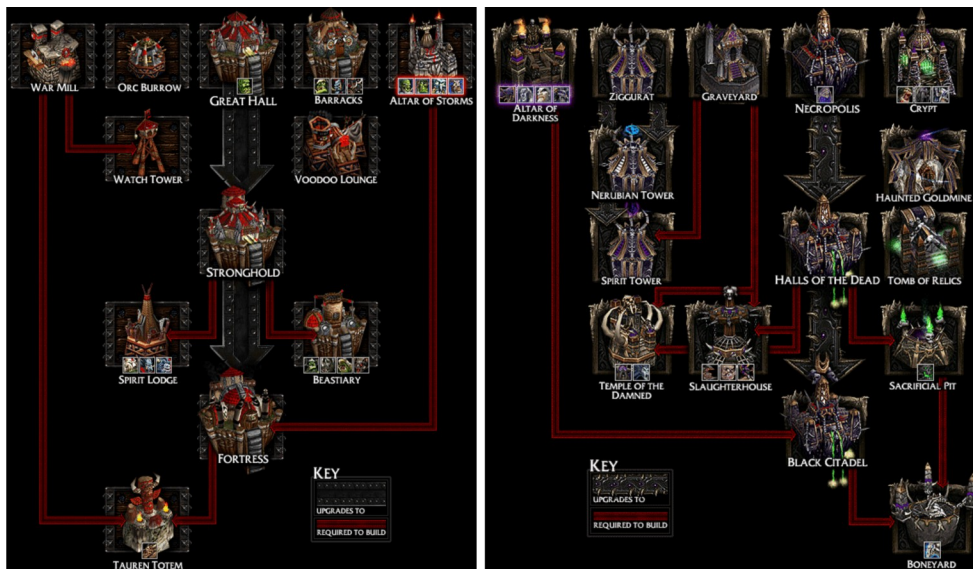 War Mill
Orc Burrow
Great Hall
Barracks
Altar of Storms
Watch Tower
Voodoo Lounge
Stronghold
Spirit Lodge
Beastiary
Fortress
Key
upgrades to
required to build
Tauren Totem
Altar of
Darkness
Ziggurat
Graveyard
Necropolis
Crypt
Nerubian Tower
Haunted Goldmine
Spirit Tower
Halls of the Dead
Tomb of Relics
Temple of the
Damned
Slaughterhouse
Sacrificial Pit
Black Citadel
Key
upgrades to
required to build
Boneyard